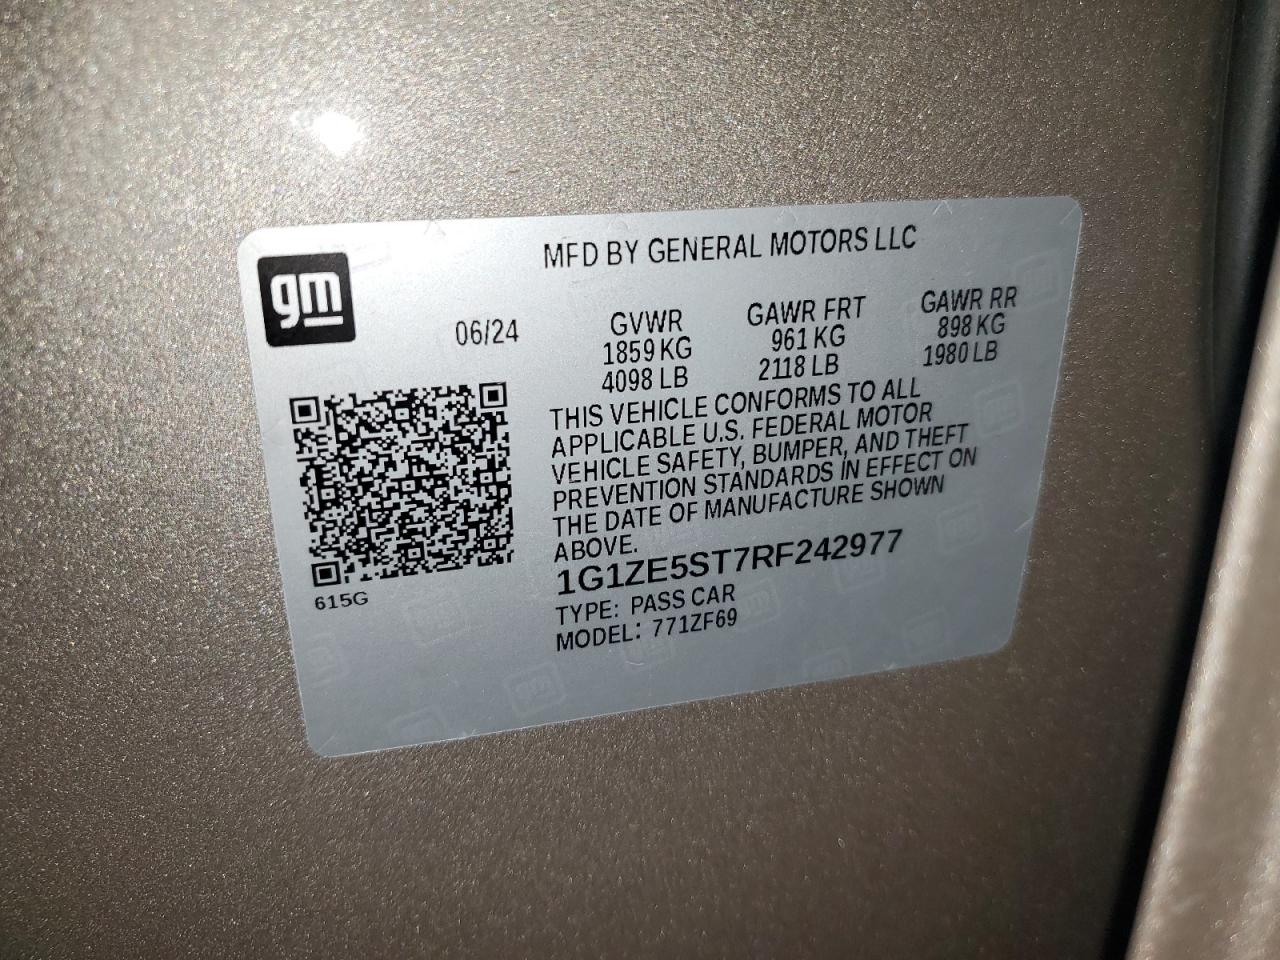 MFD BY GENERAL MOTORS LLC
gm
06/24
GVWR
1859 KG
4098 LB
GAWR FRT
961 KG
2118 LB
GAWR RR
898 KG
1980 LB
THIS VEHICLE CONFORMS TO ALL
APPLICABLE U.S. FEDERAL MOTOR
VEHICLE SAFETY, BUMPER, AND THEFT
PREVENTION STANDARDS IN EFFECT ON
THE DATE OF MANUFACTURE SHOWN
ABOVE.
1G1ZE5ST7RF242977
TYPE: PASS CAR
MODEL: 771ZF69
615G